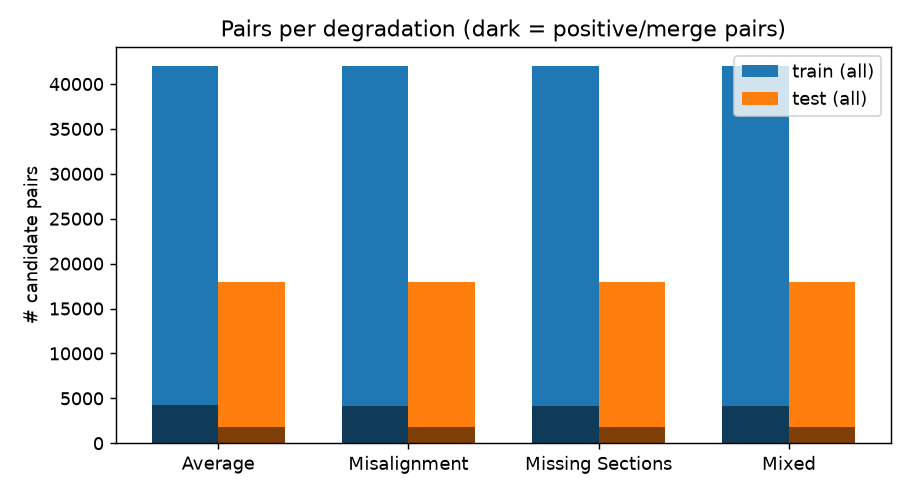 Pairs per degradation (dark = positive/merge pairs)
train (all)
test (all)
# candidate pairs
40000
35000
30000
25000
20000
15000
10000
5000
0
Average
Misalignment
Missing Sections
Mixed